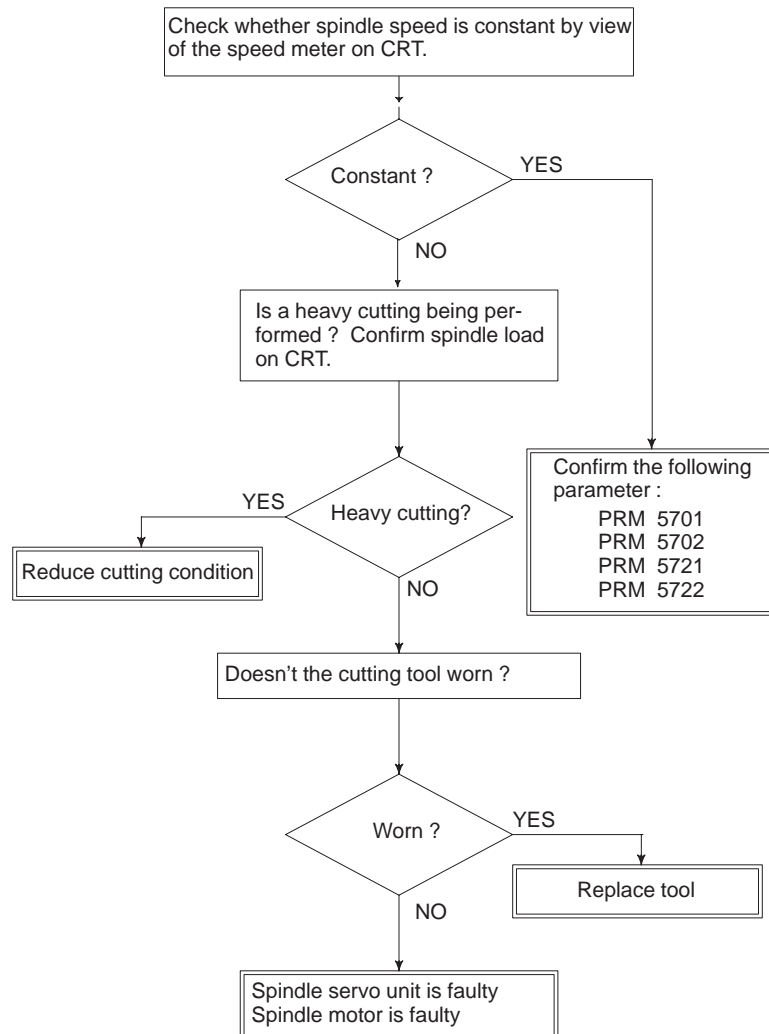 Check whether spindle speed is constant by view
of the speed meter on CRT.
Constant ?
YES
NO
Is a heavy cutting being per-
formed ?  Confirm spindle load
on CRT.
Confirm the following
parameter :
PRM  5701
PRM  5702
PRM  5721
PRM  5722
YES
Heavy cutting?
Reduce cutting condition
NO
Doesn't the cutting tool worn ?
Worn ?
YES
Replace tool
NO
Spindle servo unit is faulty
Spindle motor is faulty